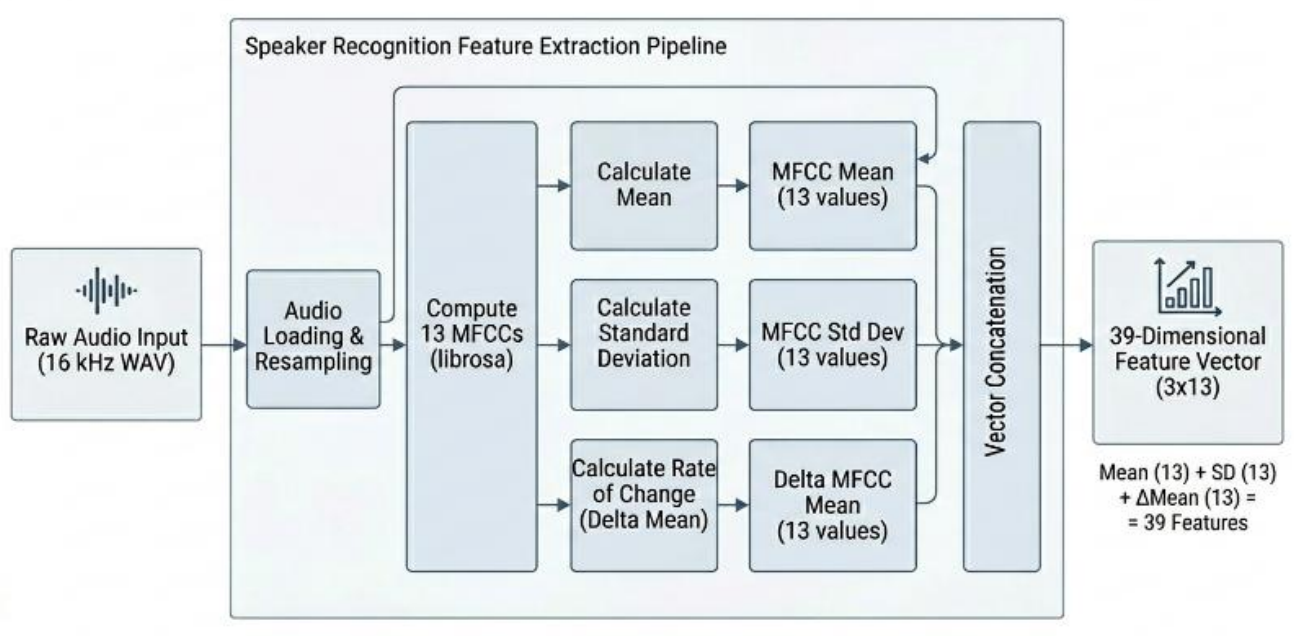 Speaker Recognition Feature Extraction Pipeline
Raw Audio Input
(16 kHz WAV)
Audio
Loading &
Resampling
Compute
13 MFCCs
(librosa)
Calculate
Mean
MFCC Mean
(13 values)
Calculate
Standard
Deviation
MFCC Std Dev
(13 values)
Calculate Rate
of Change
(Delta Mean)
Delta MFCC
Mean
(13 values)
Vector Concatenation
39-Dimensional
Feature Vector
(3x13)
Mean (13) + SD (13)
+ ΔMean (13) =
= 39 Features